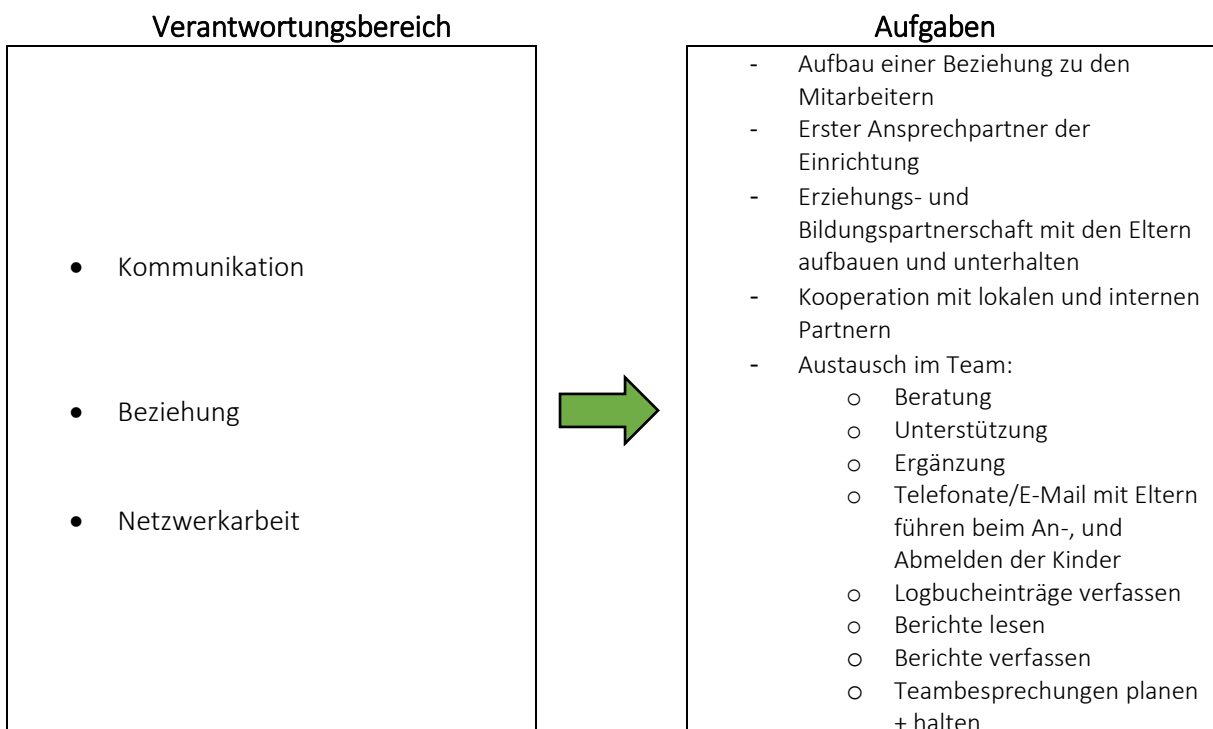 Verantwortungsbereich
• Kommunikation
• Beziehung
• Netzwerkarbeit
Aufgaben
- Aufbau einer Beziehung zu den
Mitarbeitern
- Erster Ansprechpartner der
Einrichtung
- Erziehungs- und
Bildungspartnerschaft mit den Eltern
aufbauen und unterhalten
- Kooperation mit lokalen und internen
Partnern
- Austausch im Team:
o Beratung
o Unterstützung
o Ergänzung
o Telefonate/E-Mail mit Eltern
führen beim An-, und
Abmelden der Kinder
o Logbucheinträge verfassen
o Berichte lesen
o Berichte verfassen
o Teambesprechungen planen
+ halten